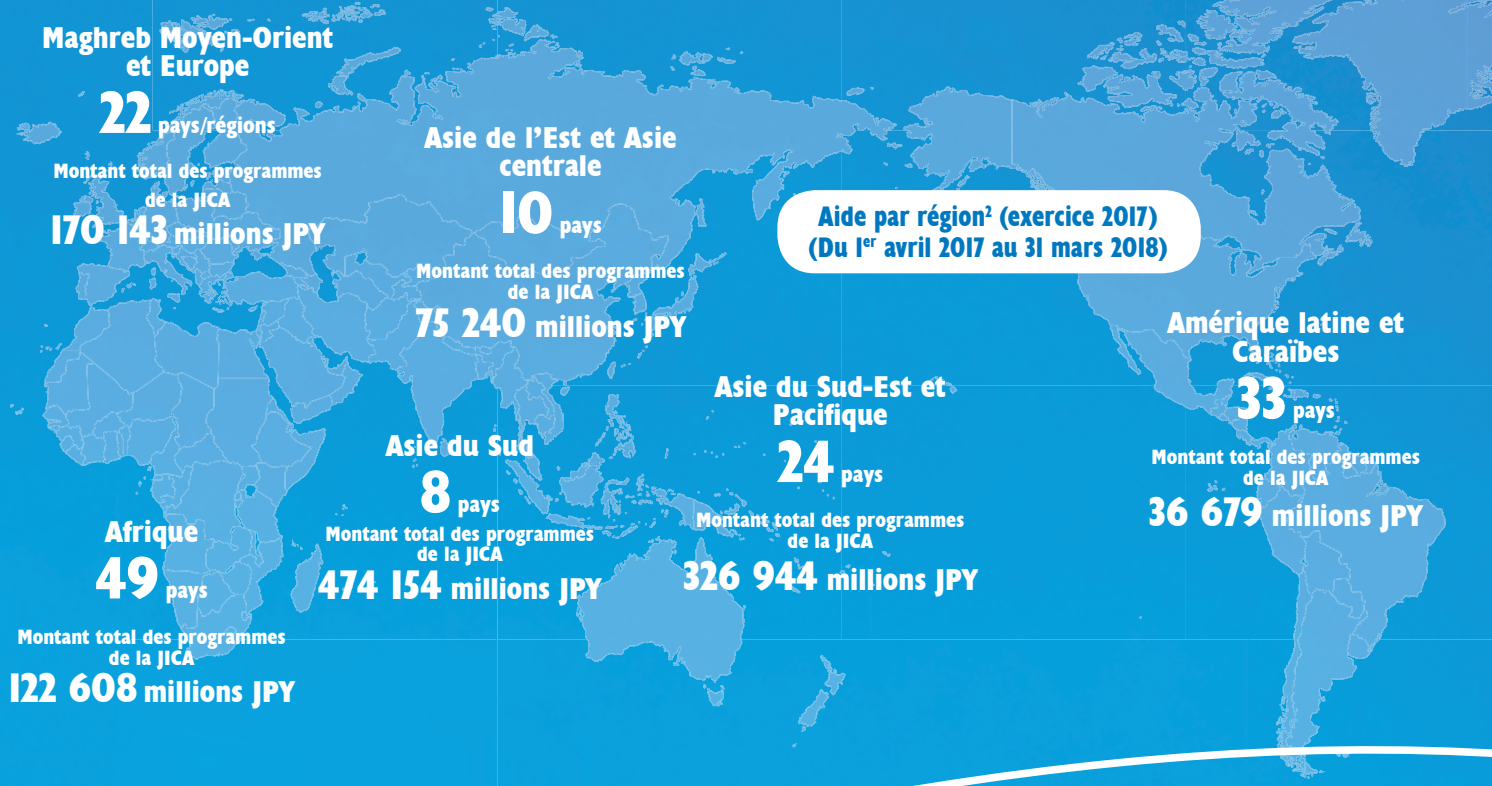 Maghreb Moyen-Orient
et Europe
22 pays/régions
Montant total des programmes
de la JICA
170 143 millions JPY
Asie de l’Est et Asie
centrale
10 pays
Montant total des programmes
de la JICA
75 240 millions JPY
Aide par région² (exercice 2017)
(Du 1er avril 2017 au 31 mars 2018)
Amérique latine et
Caraïbes
33 pays
Montant total des programmes
de la JICA
36 679 millions JPY
Asie du Sud-Est et
Pacifique
24 pays
Montant total des programmes
de la JICA
326 944 millions JPY
Asie du Sud
8 pays
Montant total des programmes
de la JICA
474 154 millions JPY
Afrique
49 pays
Montant total des programmes
de la JICA
122 608 millions JPY